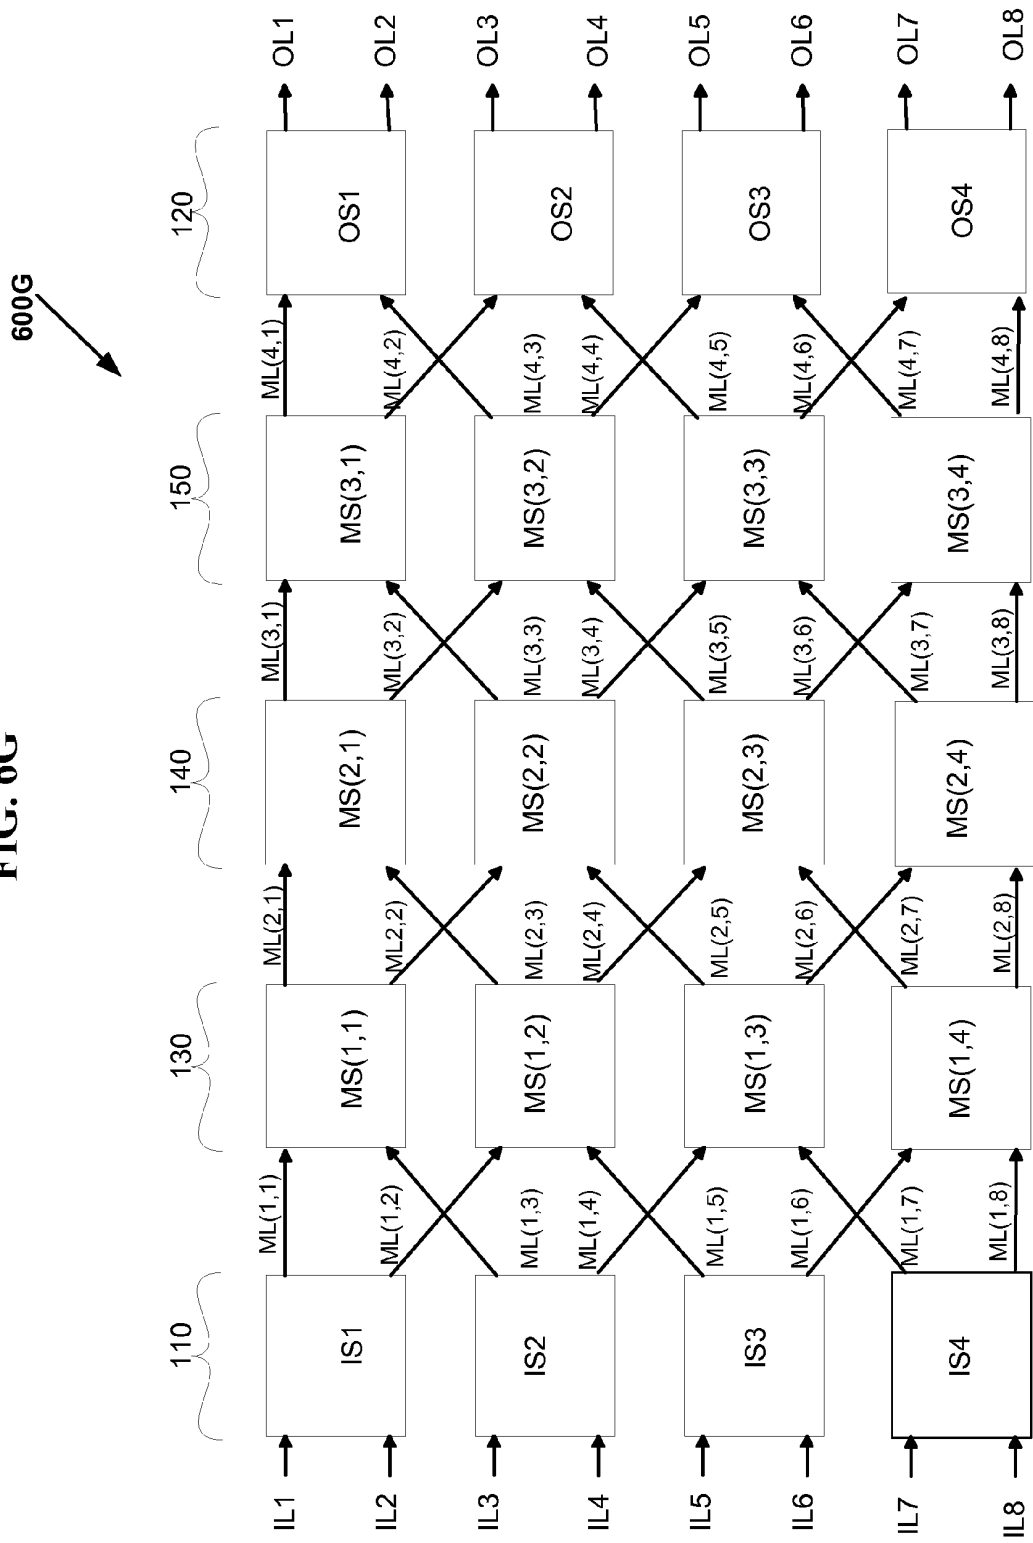 FIG. 6G
600G
110
130
140
150
120
IL1
IL2
IL3
IL4
IL5
IL6
IL7
IL8
IS1
IS2
IS3
IS4
ML(1,1)
ML(1,2)
ML(1,3)
ML(1,4)
ML(1,5)
ML(1,6)
ML(1,7)
ML(1,8)
MS(1,1)
MS(1,2)
MS(1,3)
MS(1,4)
ML(2,1)
ML2,2)
ML(2,3)
ML(2,4)
ML(2,5)
ML(2,6)
ML(2,7)
ML(2,8)
MS(2,1)
MS(2,2)
MS(2,3)
MS(2,4)
ML(3,1)
ML(3,2)
ML(3,3)
ML(3,4)
ML(3,5)
ML(3,6)
ML(3,7)
ML(3,8)
MS(3,1)
MS(3,2)
MS(3,3)
MS(3,4)
ML(4,1)
ML(4,2)
ML(4,3)
ML(4,4)
ML(4,5)
ML(4,6)
ML(4,7)
ML(4,8)
OS1
OS2
OS3
OS4
OL1
OL2
OL3
OL4
OL5
OL6
OL7
OL8